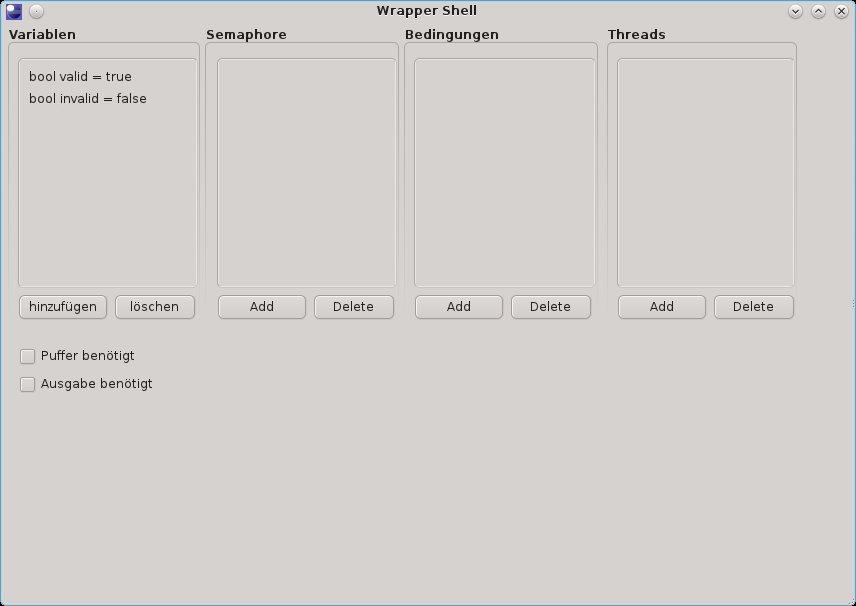 Wrapper Shell
Variablen Semaphore Bedingungen Threads
bool valid = true
bool invalid = false
hinzufügen löschen Add Delete Add Delete Add Delete
Puffer benötigt
Ausgabe benötigt